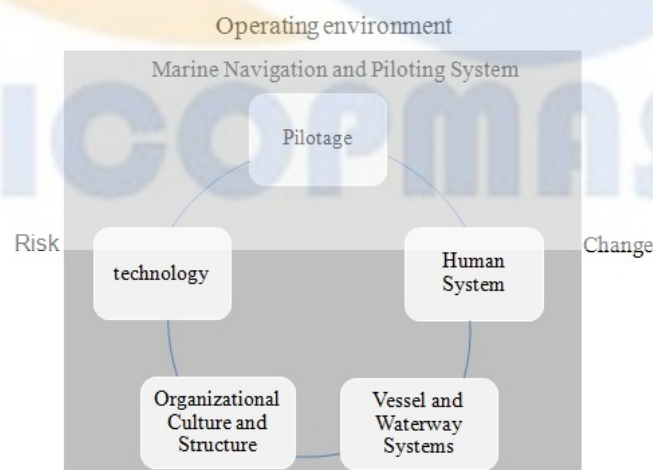 Operating environment
Marine Navigation and Piloting System
ICOPMAS
Pilotage
Risk
Change
technology
Human
System
Organizational
Culture and
Structure
Vessel and
Waterway
Systems